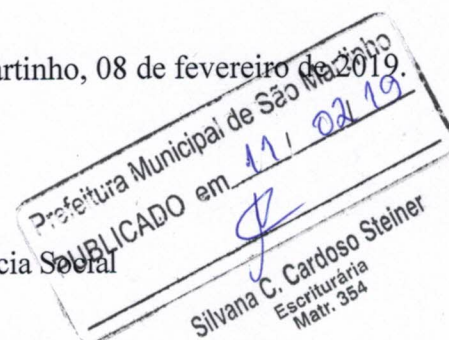 artinho, 08 de fevereiro de 2019.
Prefeitura Municipal de São Martinho
PUBLICADO em 11/ 02/ 19
cia Social
Silvana C. Cardoso Steiner
Escriturária
Matr. 354